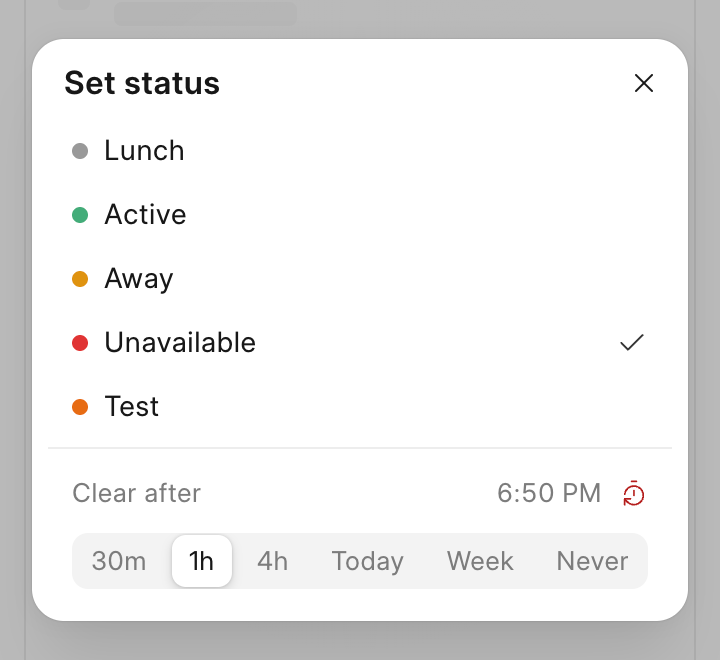 Set status
Lunch
Active
Away
Unavailable
Test
Clear after 6:50 PM
30m 1h 4h Today Week Never